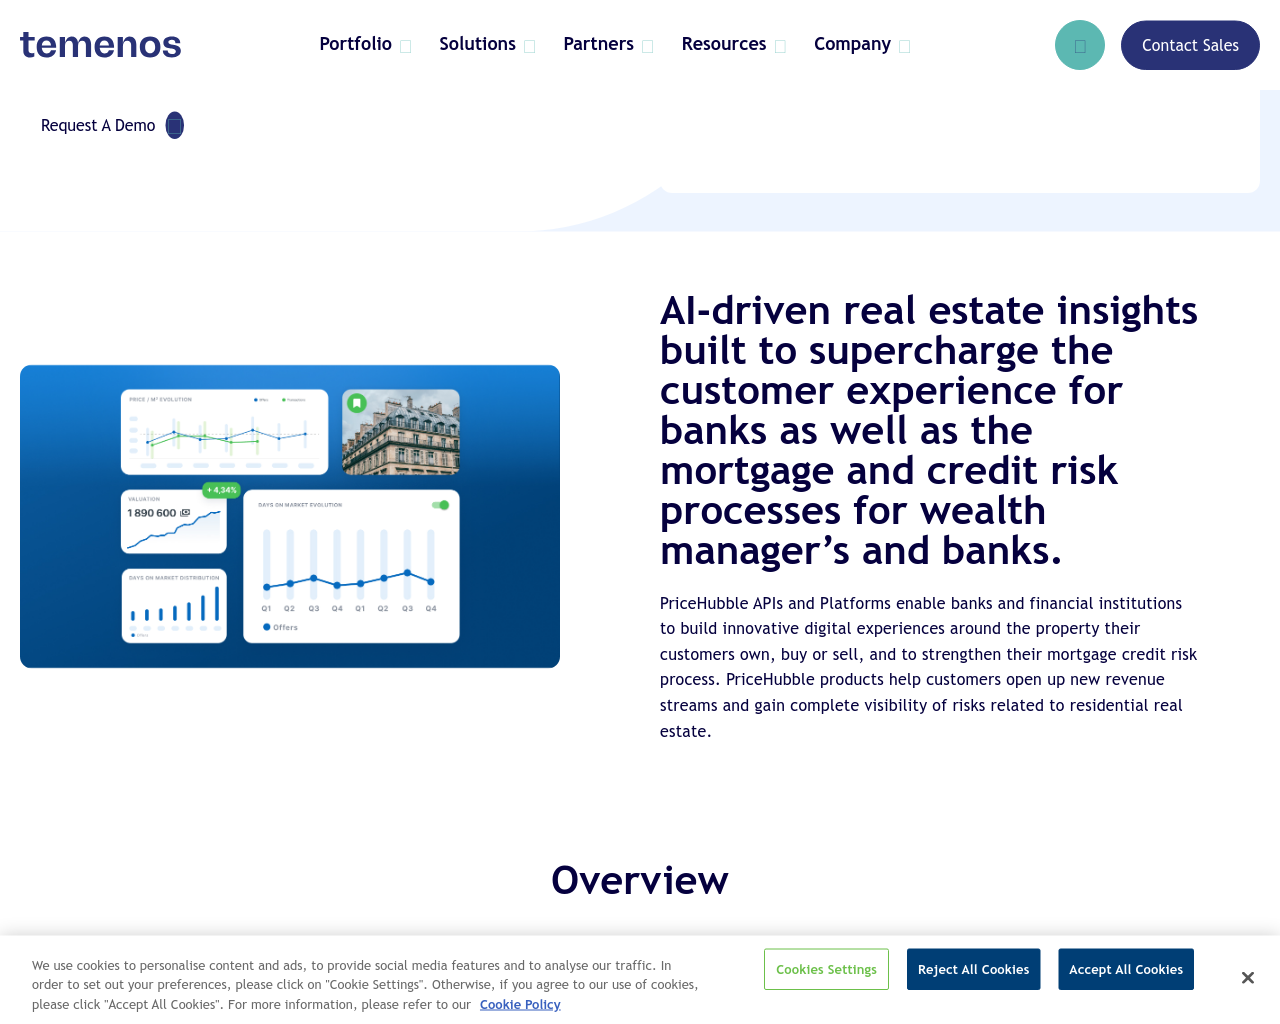 temenos
Portfolio
Solutions
Partners
Resources
Company
Contact Sales
Request A Demo
AI-driven real estate insights
built to supercharge the
customer experience for
banks as well as the
mortgage and credit risk
processes for wealth
manager’s and banks.
PRICE / M² EVOLUTION
+ 4,34%
VALUATION
1 890 600
DAYS ON MARKET EVOLUTION
DAYS ON MARKET DISTRIBUTION
Q1 Q2 Q3 Q4 Q1 Q2 Q3 Q4
Offers
PriceHubble APIs and Platforms enable banks and financial institutions
to build innovative digital experiences around the property their
customers own, buy or sell, and to strengthen their mortgage credit risk
process. PriceHubble products help customers open up new revenue
streams and gain complete visibility of risks related to residential real
estate.
Overview
We use cookies to personalise content and ads, to provide social media features and to analyse our traffic. In
order to set out your preferences, please click on "Cookie Settings". Otherwise, if you agree to our use of cookies,
please click "Accept All Cookies". For more information, please refer to our Cookie Policy
Cookies Settings
Reject All Cookies
Accept All Cookies